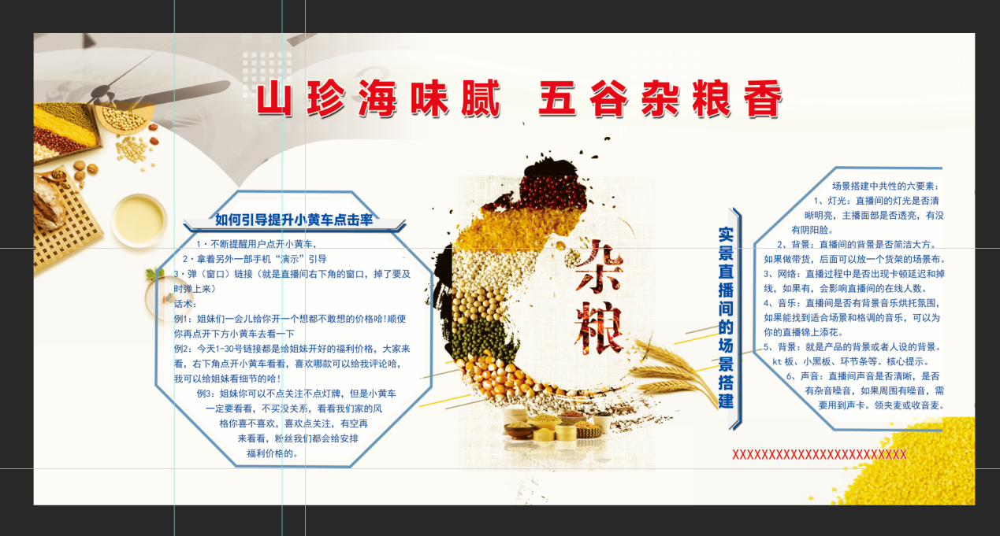 山珍海味腻 五谷杂粮香
如何引导提升小黄车点击率
1·不断提醒用户点开小黄车，
2·拿着另外一部手机“演示”引导
3·弹（窗口）链接（就是直播间右下角的窗口，掉了要及
时弹上来）
话术：
例1：姐妹们一会儿给你开一个想都不敢想的价格哈!顺便
你再点开下方小黄车去看一下
例2：今天1-30号链接都是给姐妹开好的福利价格，大家来
看，右下角点开小黄车看看，喜欢哪款可以给我评论哈，
我可以给姐妹看细节的哈！
例3：姐妹你可以不点关注不点灯牌，但是小黄车
一定要看看，不买没关系，看看我们家的风
格你喜不喜欢，喜欢点关注，有空再
来看看，粉丝我们都会给安排
福利价格的。
杂粮
实景直播间的场景搭建
场景搭建中共性的六要素：
1、灯光：直播间的灯光是否清
晰明亮，主播面部是否透亮，有没
有阴阳脸。
2，背景：直播间的背景是否简洁大方。
如果做带货，后面可以放一个货架的场景布。
3、网络：直播过程中是否出现卡顿延迟和掉
线，如果有，会影响直播间的在线人数。
4、音乐：直播间是否有背景音乐烘托氛围，
如果能找到适合场景和格调的音乐，可以为
你的直播锦上添花。
5、背景：就是产品的背景或者人设的背景。
kt 板、小黑板、环节条等。核心提示。
6、声音：直播间声音是否清晰，是否
有杂音噪音，如果周围有噪音，需
要用到声卡。领夹麦或收音麦。
XXXXXXXXXXXXXXXXXXXXXXXX